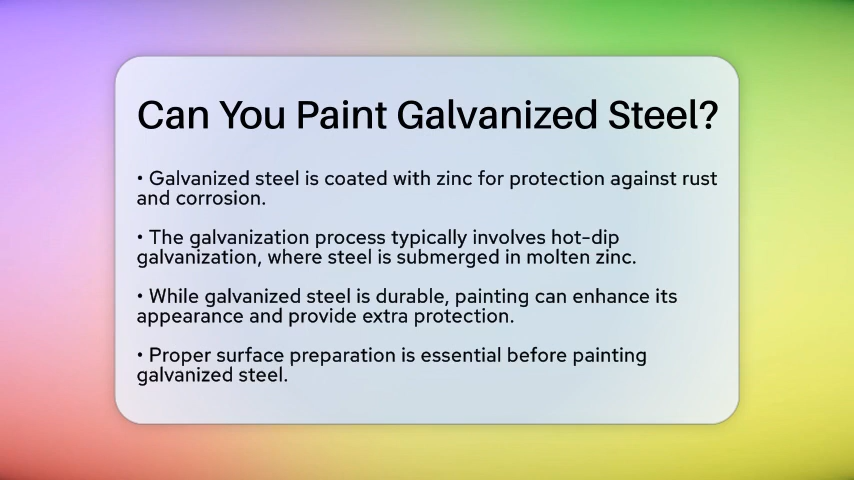 Can You Paint Galvanized Steel?
• Galvanized steel is coated with zinc for protection against rust
and corrosion.
• The galvanization process typically involves hot-dip
galvanization, where steel is submerged in molten zinc.
• While galvanized steel is durable, painting can enhance its
appearance and provide extra protection.
• Proper surface preparation is essential before painting
galvanized steel.